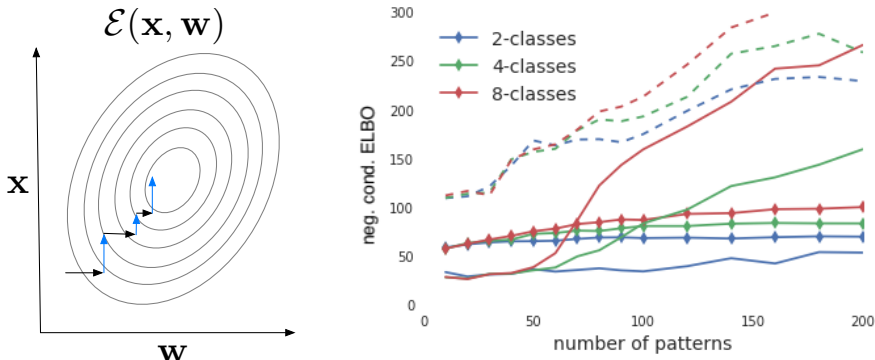 ℰ(𝐱, 𝐰)
𝐱
𝐰
300
250
200
150
100
50
0
neg. cond. ELBO
2-classes
4-classes
8-classes
0 50 100 150 200
number of patterns